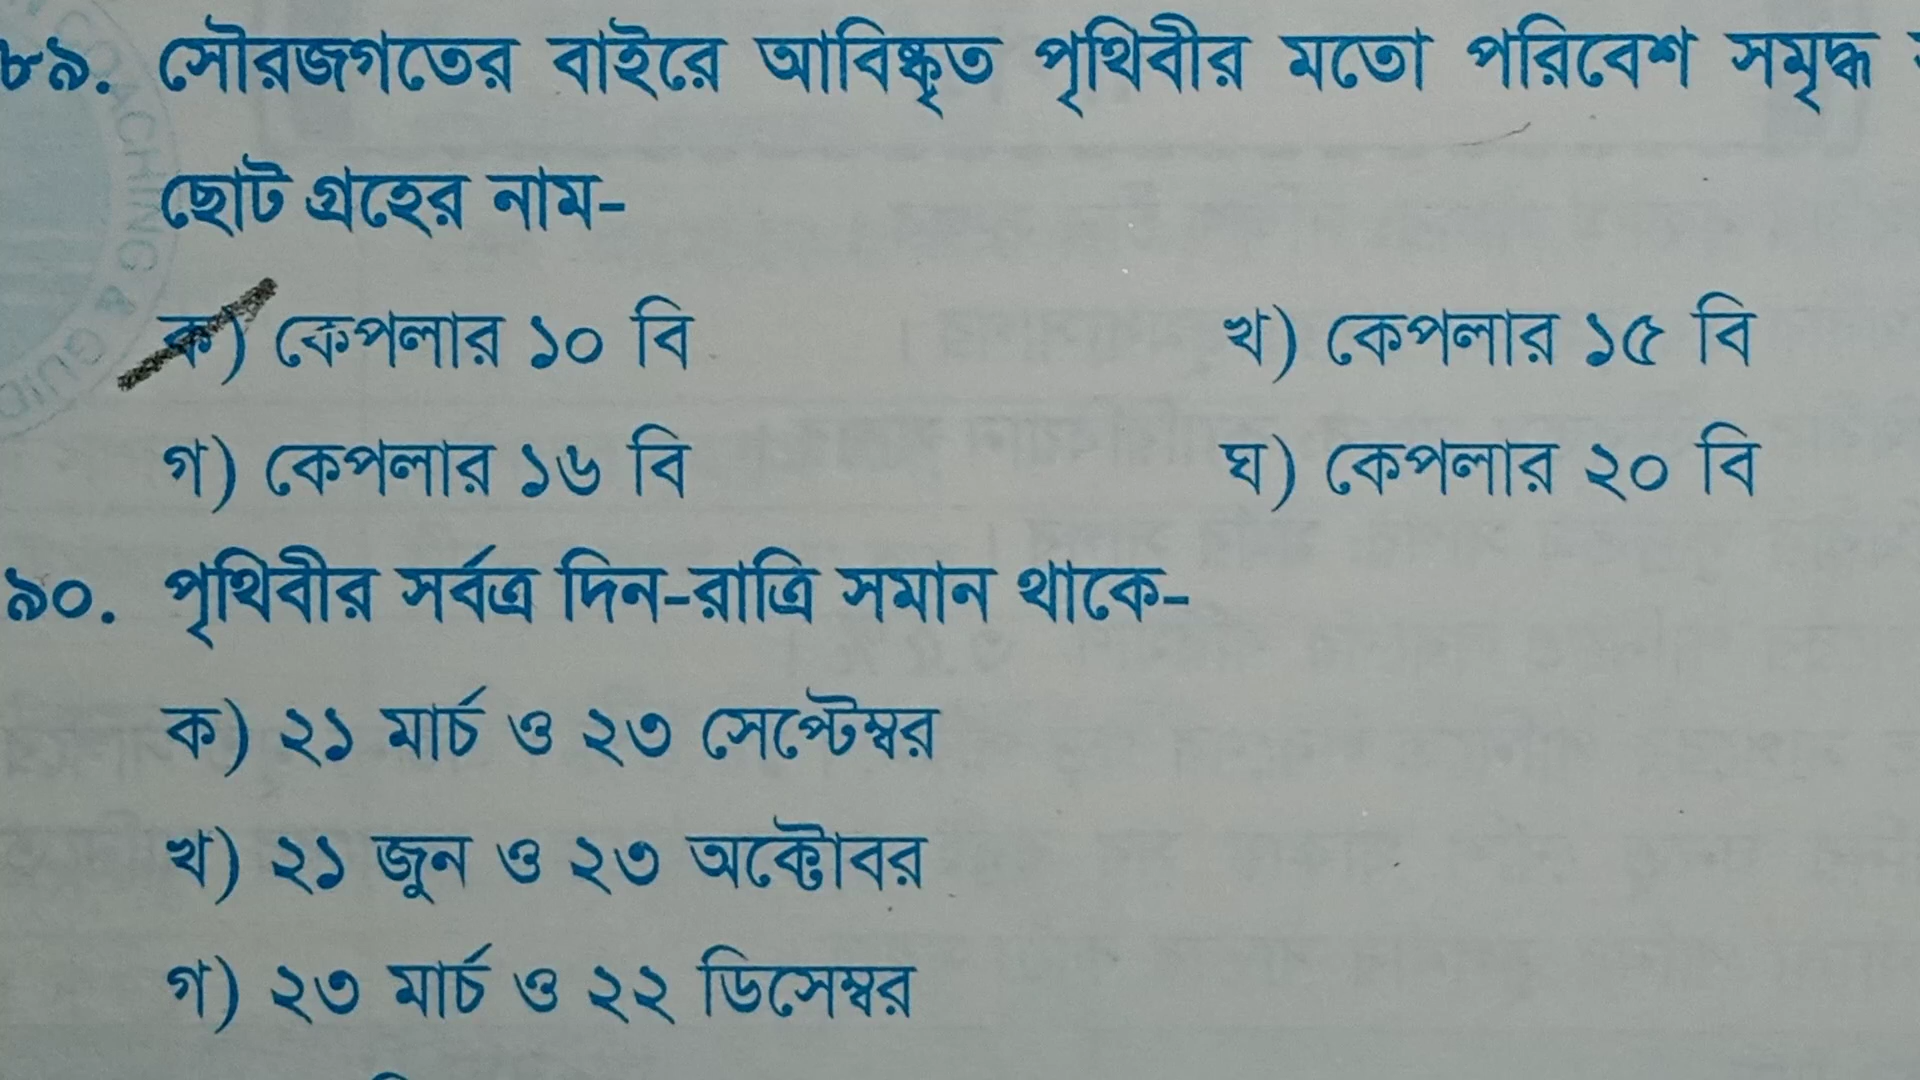 ৮৯. সৌরজগতের বাইরে আবিষ্কৃত পৃথিবীর মতো পরিবেশ সমৃদ্ধ
ছোট গ্রহের নাম-
ক) কেপলার ১০ বি খ) কেপলার ১৫ বি
গ) কেপলার ১৬ বি ঘ) কেপলার ২০ বি
৯০. পৃথিবীর সর্বত্র দিন-রাত্রি সমান থাকে-
ক) ২১ মার্চ ও ২৩ সেপ্টেম্বর
খ) ২১ জুন ও ২৩ অক্টোবর
গ) ২৩ মার্চ ও ২২ ডিসেম্বর
COACHING &